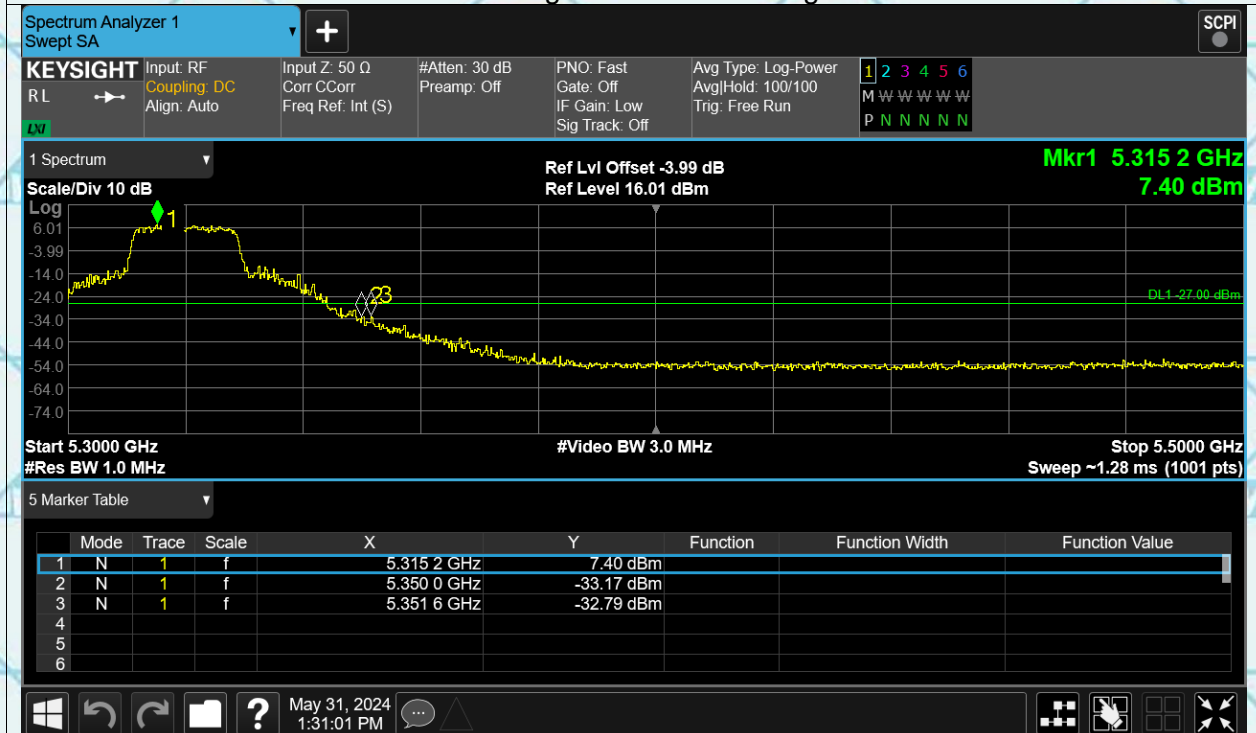 Spectrum Analyzer 1
Swept SA
SCPI
KEYSIGHT
RL
LXI
Input: RF
Coupling: DC
Align: Auto
Input Z: 50 Ω
Corr CCorr
Freq Ref: Int (S)
#Atten: 30 dB
Preamp: Off
PNO: Fast
Gate: Off
IF Gain: Low
Sig Track: Off
Avg Type: Log-Power
Avg|Hold: 100/100
Trig: Free Run
1 2 3 4 5 6
M W W W W W W
P N N N N N N
1 Spectrum
Scale/Div 10 dB
Ref Lvl Offset -3.99 dB
Ref Level 16.01 dBm
Mkr1 5.315 2 GHz
7.40 dBm
Log
6.01
-3.99
-14.0
-24.0
-34.0
-44.0
-54.0
-64.0
-74.0
1
2 3
DL1 -27.00 dBm
Start 5.3000 GHz
#Video BW 3.0 MHz
Stop 5.5000 GHz
#Res BW 1.0 MHz
Sweep ~1.28 ms (1001 pts)
5 Marker Table
Mode Trace Scale X Y Function Function Width Function Value
1 N 1 f 5.315 2 GHz 7.40 dBm
2 N 1 f 5.350 0 GHz -33.17 dBm
3 N 1 f 5.351 6 GHz -32.79 dBm
4
5
6
?
May 31, 2024
1:31:01 PM